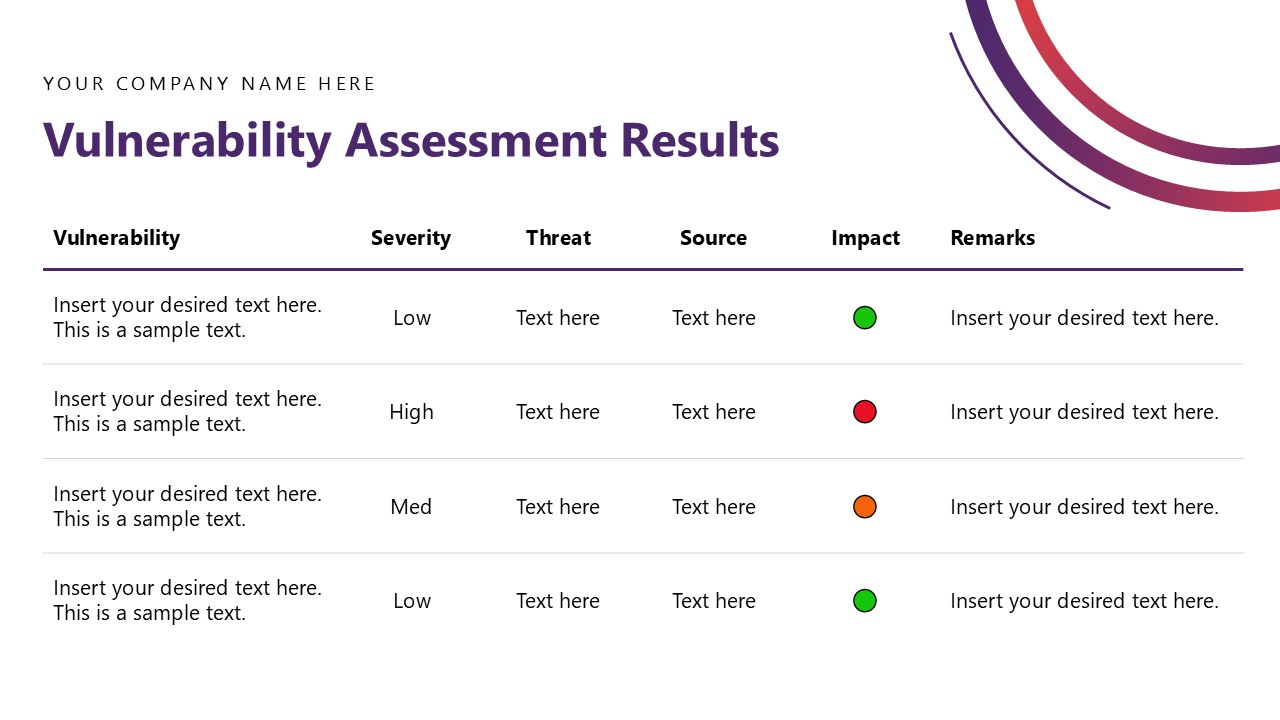 YOUR COMPANY NAME HERE
Vulnerability Assessment Results
Vulnerability Severity Threat Source Impact Remarks
Insert your desired text here.
This is a sample text.
Low Text here Text here Insert your desired text here.
Insert your desired text here.
This is a sample text.
High Text here Text here Insert your desired text here.
Insert your desired text here.
This is a sample text.
Med Text here Text here Insert your desired text here.
Insert your desired text here.
This is a sample text.
Low Text here Text here Insert your desired text here.